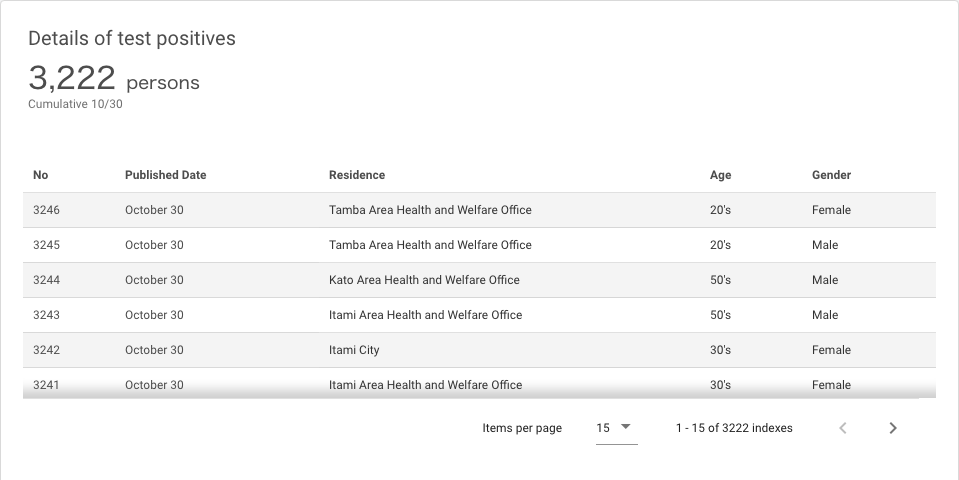 Details of test positives
3,222 persons
Cumulative 10/30
No Published Date Residence Age Gender
3246 October 30 Tamba Area Health and Welfare Office 20's Female
3245 October 30 Tamba Area Health and Welfare Office 20's Male
3244 October 30 Kato Area Health and Welfare Office 50's Male
3243 October 30 Itami Area Health and Welfare Office 50's Male
3242 October 30 Itami City 30's Female
3241 October 30 Itami Area Health and Welfare Office 30's Female
Items per page 15 1 - 15 of 3222 indexes